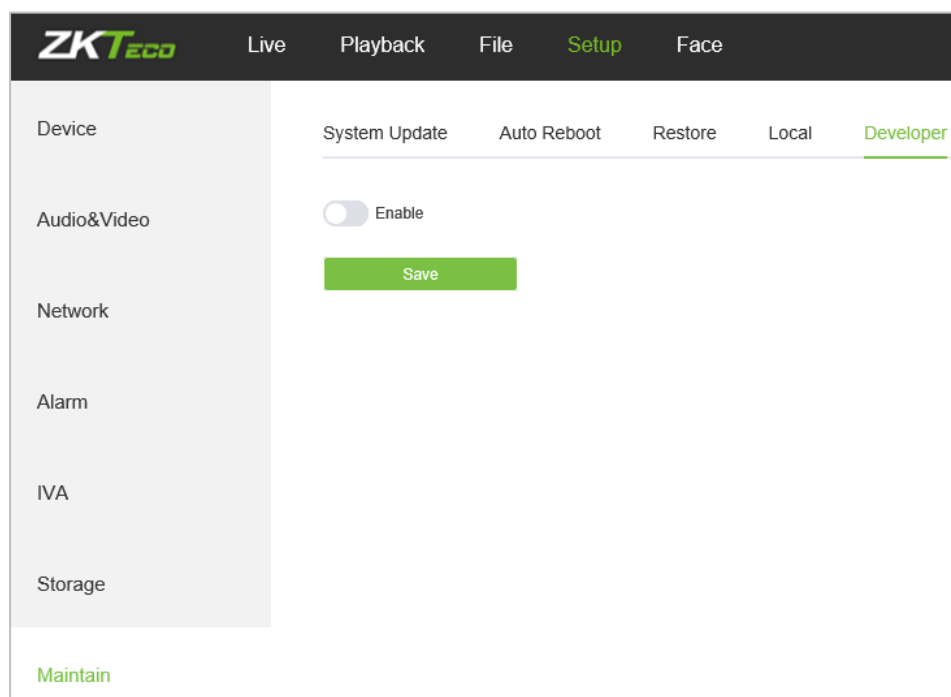 ZKTeco Live Playback File Setup Face
Device
System Update Auto Reboot Restore Local Developer
Audio&Video
Enable
Save
Network
Alarm
IVA
Storage
Maintain